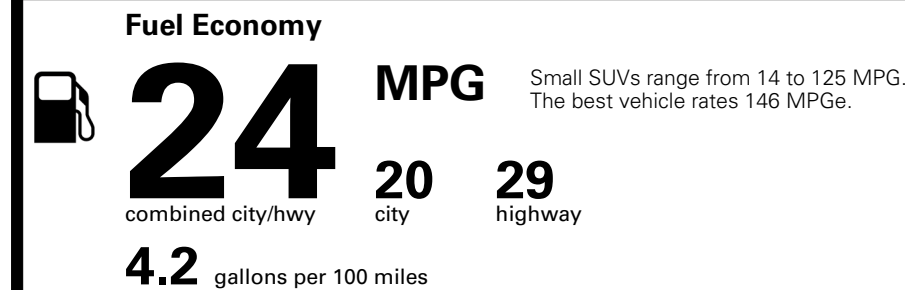 Fuel Economy
24 MPG
Small SUVs range from 14 to 125 MPG.
The best vehicle rates 146 MPGe.
combined city/hwy
20
city
29
highway
4.2 gallons per 100 miles